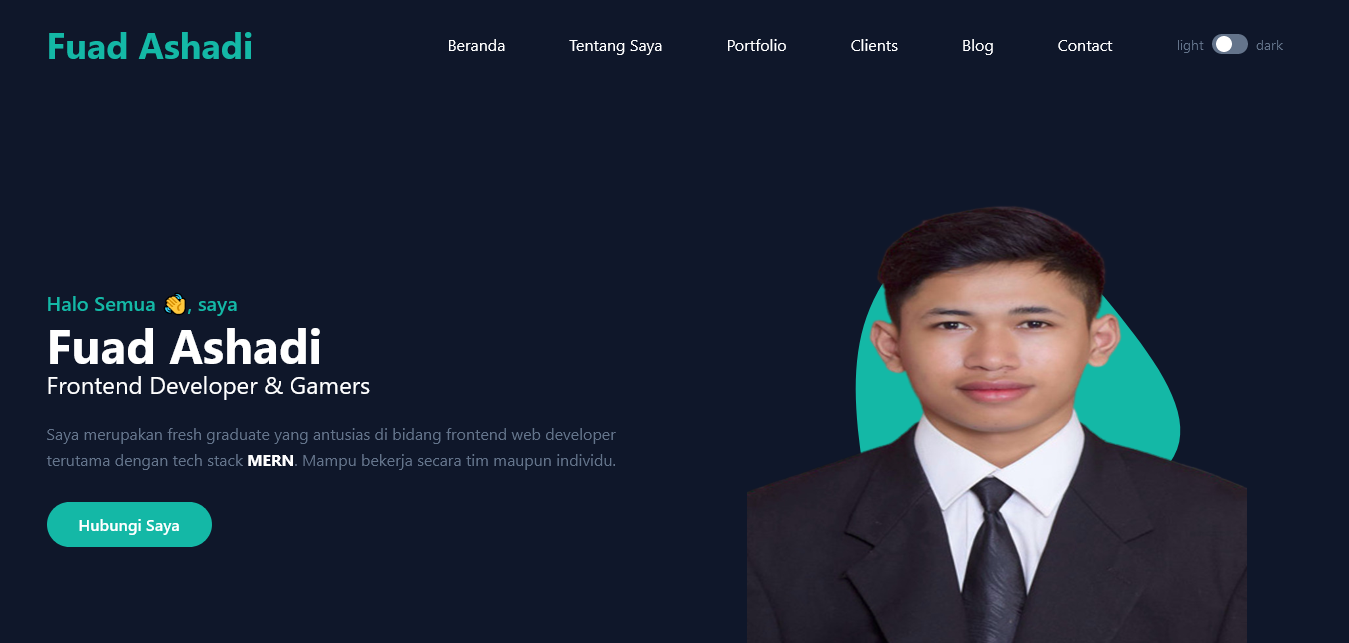 Fuad Ashadi
Beranda Tentang Saya Portfolio Clients Blog Contact light dark
Halo Semua 👋, saya
Fuad Ashadi
Frontend Developer & Gamers
Saya merupakan fresh graduate yang antusias di bidang frontend web developer
terutama dengan tech stack MERN. Mampu bekerja secara tim maupun individu.
Hubungi Saya